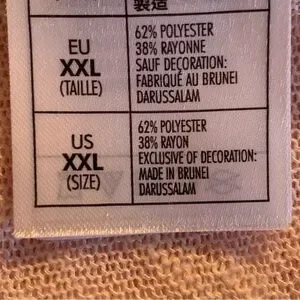 製造
EU
XXL
(TAILLE)
62% POLYESTER
38% RAYONNE
SAUF DECORATION:
FABRIQUÉ AU BRUNEI
DARUSSALAM
US
XXL
(SIZE)
62% POLYESTER
38% RAYON
EXCLUSIVE OF DECORATION:
MADE IN BRUNEI
DARUSSALAM